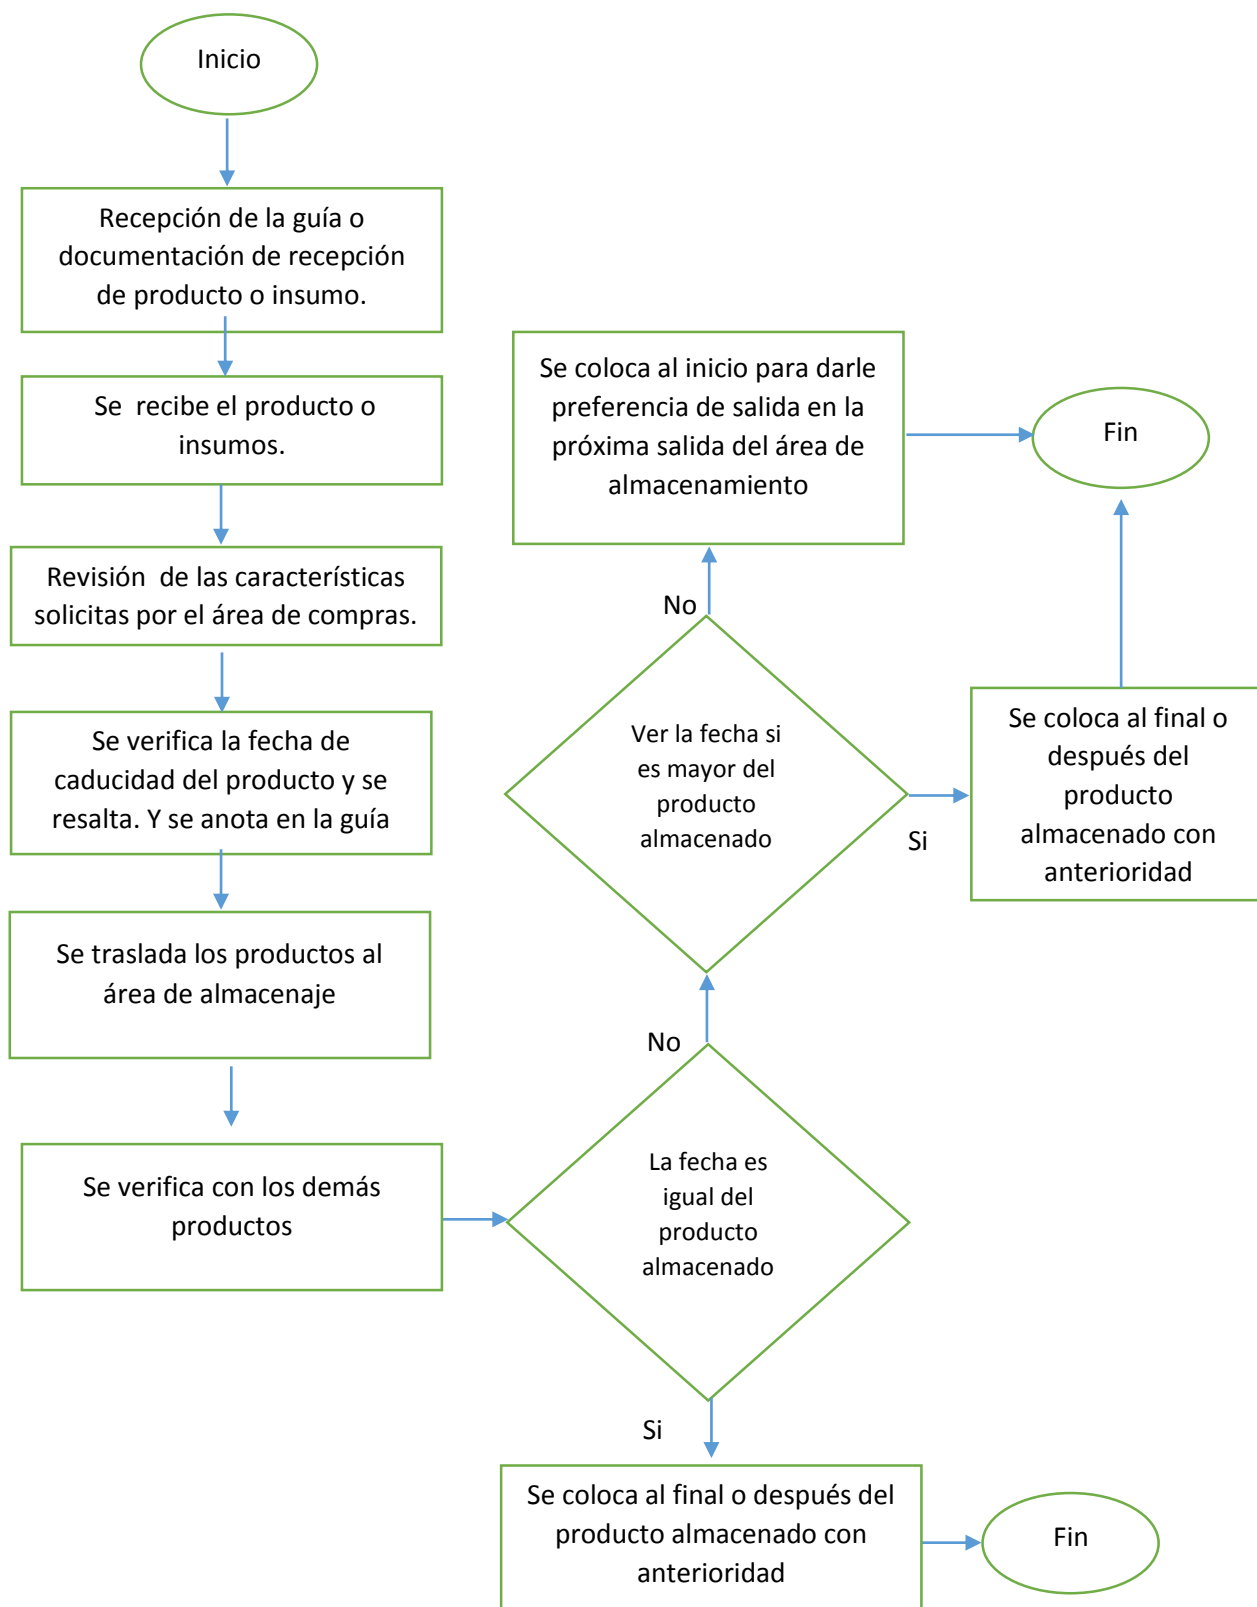 Inicio
Recepción de la guía o
documentación de recepción
de producto o insumo.
Se recibe el producto o
insumos.
Revisión de las características
solicitas por el área de compras.
Se verifica la fecha de
caducidad del producto y se
resalta. Y se anota en la guía
Se traslada los productos al
área de almacenaje
Se verifica con los demás
productos
La fecha es
igual del
producto
almacenado
No
Ver la fecha si
es mayor del
producto
almacenado
No
Se coloca al inicio para darle
preferencia de salida en la
próxima salida del área de
almacenamiento
Fin
Si
Se coloca al final o
después del
producto
almacenado con
anterioridad
Si
Se coloca al final o después del
producto almacenado con
anterioridad
Fin